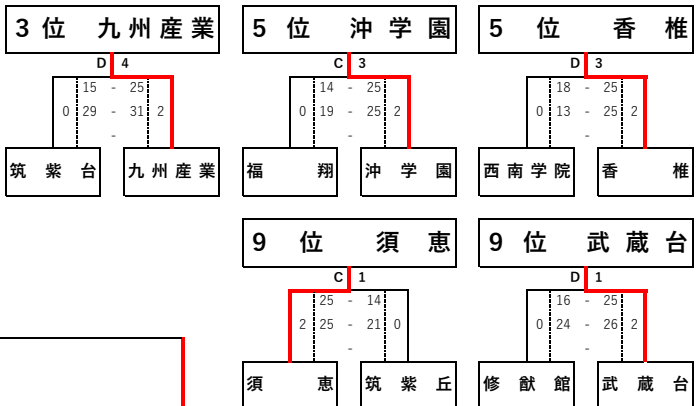 3位 九州産業
D 4
15 - 25
0 29 - 31 2
-
筑紫台 九州産業
5位 沖学園
C 3
14 - 25
0 19 - 25 2
-
福翔 沖学園
5位 香椎
D 3
18 - 25
0 13 - 25 2
-
西南学院 香椎
9位 須恵
C 1
25 - 14
2 25 - 21 0
-
須恵 筑紫丘
9位 武蔵台
D 1
16 - 25
0 24 - 26 2
-
修猷館 武蔵台